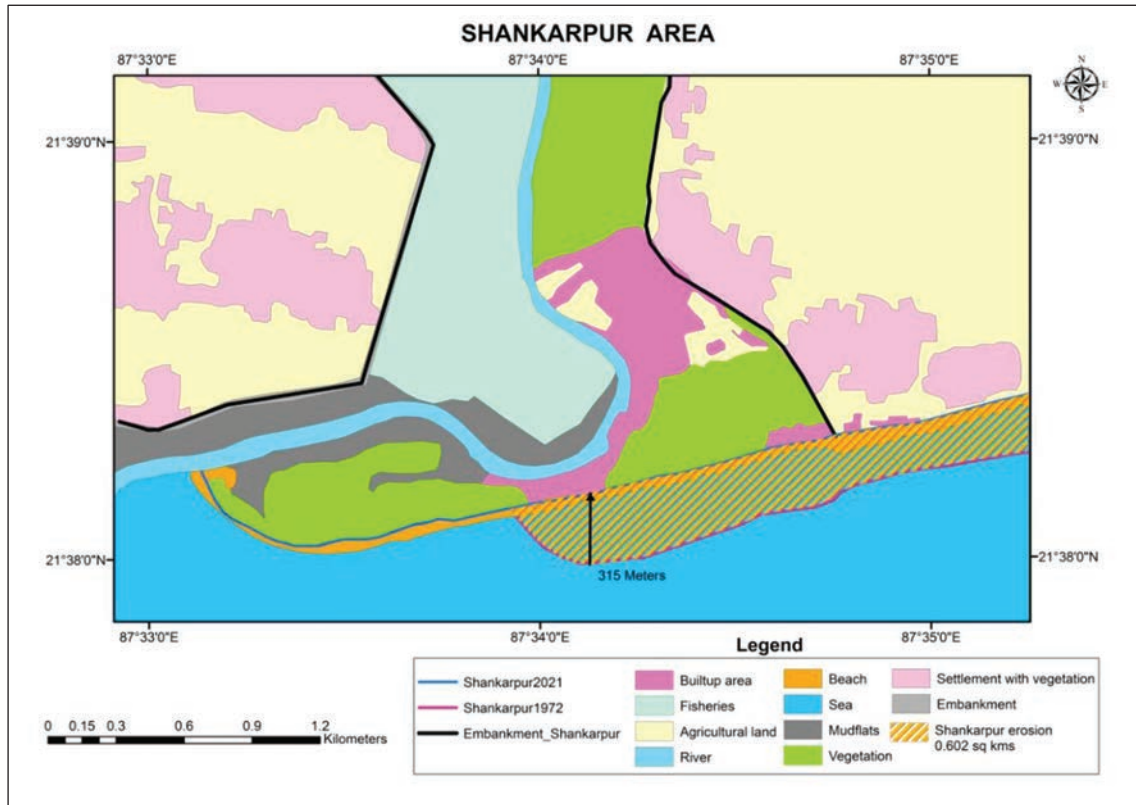 SHANKARPUR AREA
87°33'0"E 87°34'0"E 87°35'0"E
N
W E
S
21°39'0"N 21°39'0"N
21°38'0"N 21°38'0"N
315 Meters
87°33'0"E 87°34'0"E 87°35'0"E
Legend
Shankarpur2021
Shankarpur1972
Embankment_Shankarpur
Builtup area
Fisheries
Agricultural land
River
Beach
Sea
Mudflats
Vegetation
Settlement with vegetation
Embankment
Shankarpur erosion
0.602 sq kms
0 0.15 0.3 0.6 0.9 1.2
Kilometers